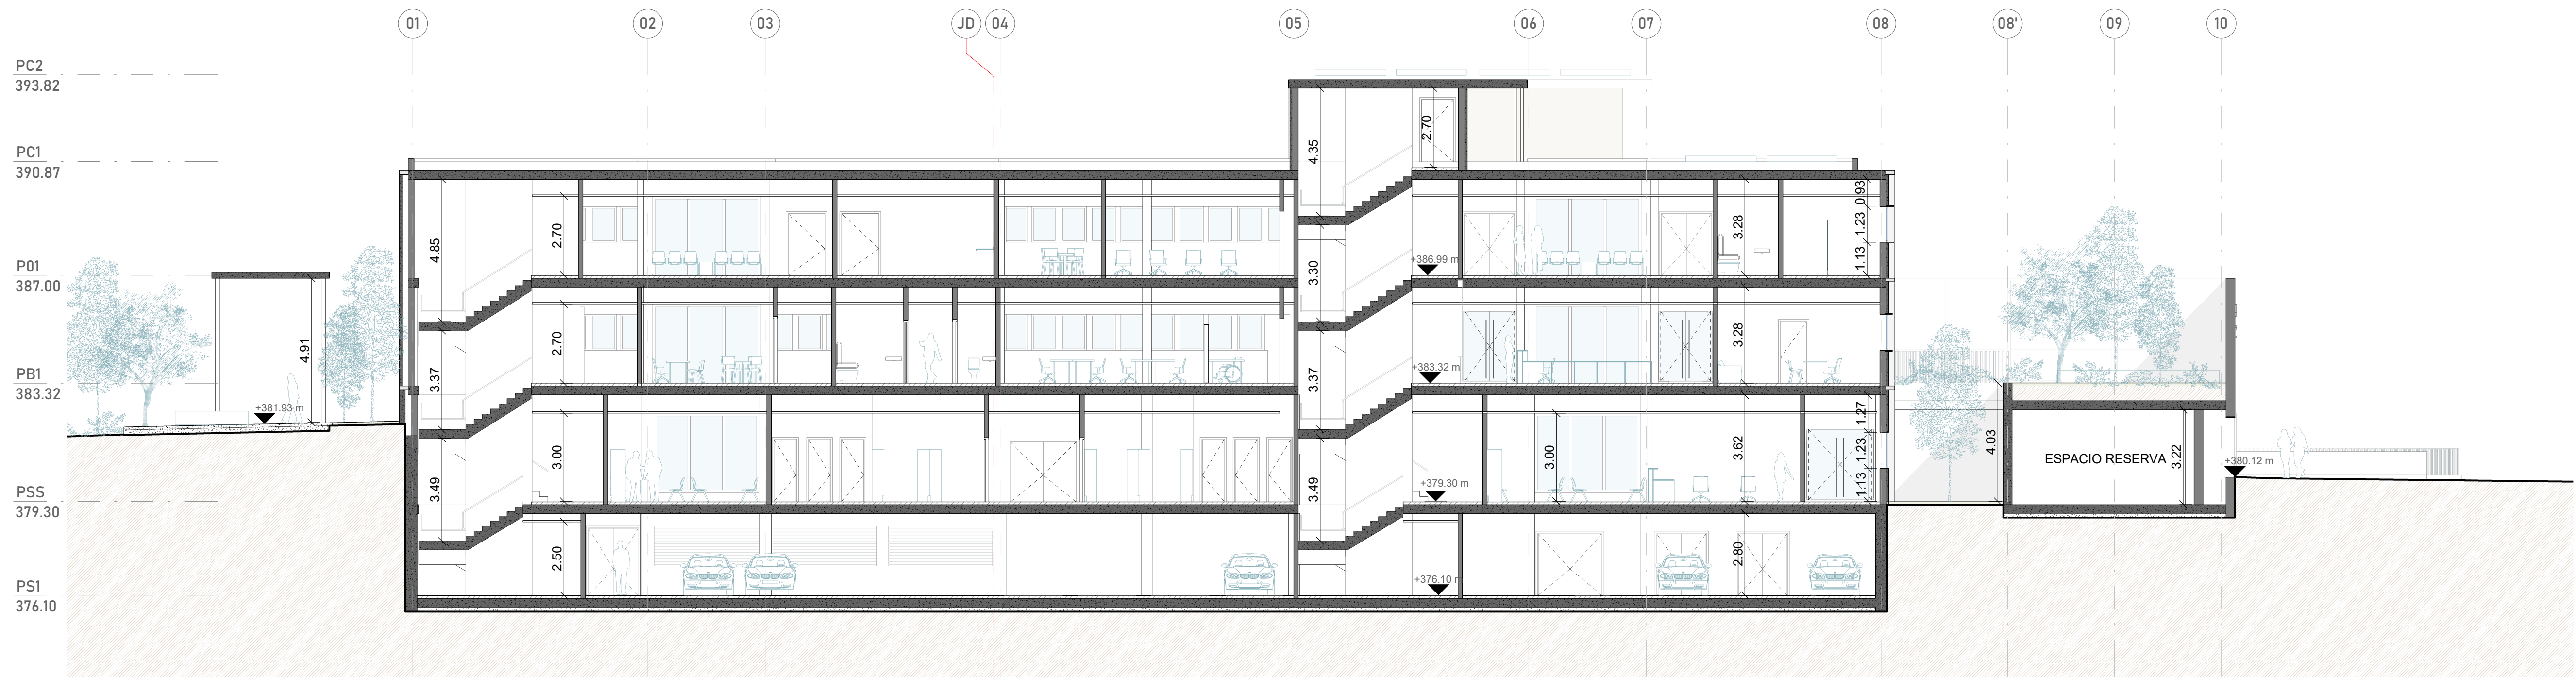 01 02 03 JD 04 05 06 07 08 08' 09 10
PC2
393.82
PC1
390.87
P01
387.00
PB1
383.32
PSS
379.30
PS1
376.10
4.35
2.70
4.85
2.70
3.30
+386.99 m
3.28
0.93
1.23
1.13
4.91
+381.93 m
3.37
2.70
3.37
+383.32 m
3.28
3.49
3.00
3.49
+379.30 m
3.00
3.62
1.27
1.23
1.13
4.03
ESPACIO RESERVA
3.22
+380.12 m
2.50
+376.10 m
2.80